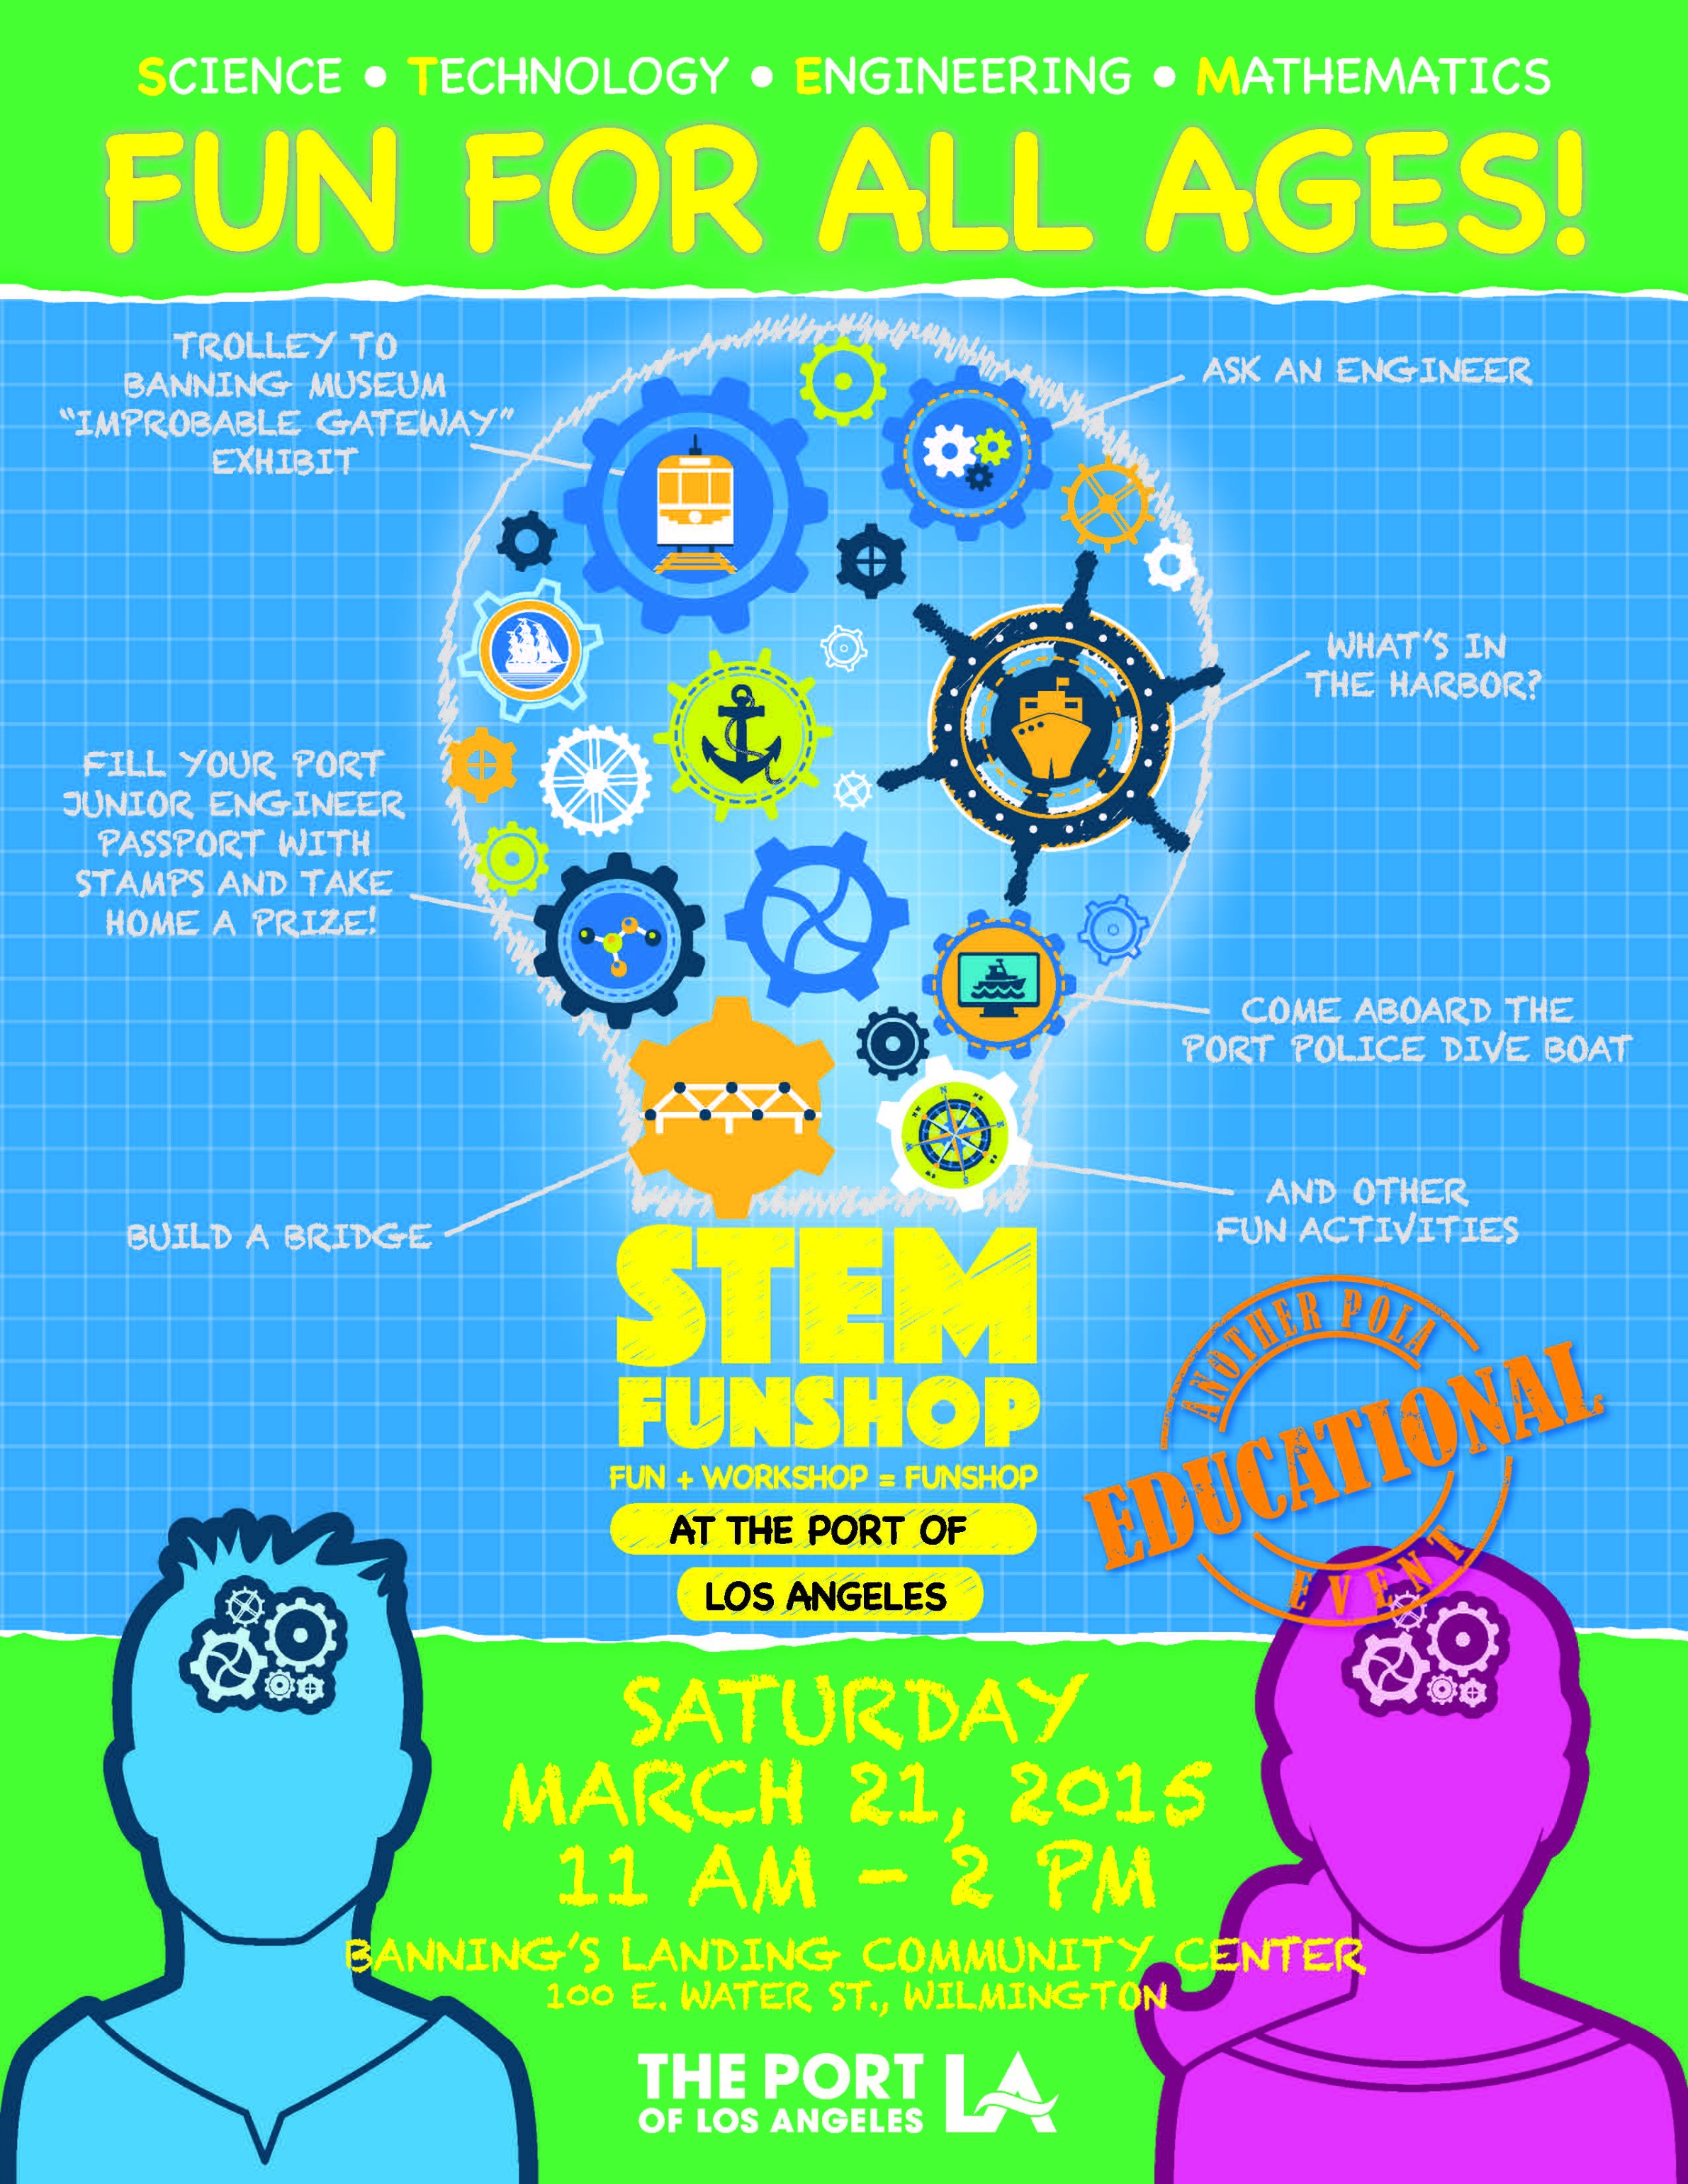 SCIENCE • TECHNOLOGY • ENGINEERING • MATHEMATICS
FUN FOR ALL AGES!
TROLLEY TO
BANNING MUSEUM
"IMPROBABLE GATEWAY"
EXHIBIT
ASK AN ENGINEER
WHAT'S IN
THE HARBOR?
FILL YOUR PORT
JUNIOR ENGINEER
PASSPORT WITH
STAMPS AND TAKE
HOME A PRIZE!
COME ABOARD THE
PORT POLICE DIVE BOAT
AND OTHER
FUN ACTIVITIES
BUILD A BRIDGE
STEM
FUNSHOP
FUN + WORKSHOP = FUNSHOP
AT THE PORT OF
LOS ANGELES
ANOTHER POLA
EDUCATIONAL
EVENT
SATURDAY
MARCH 21, 2015
11 AM - 2 PM
BANNING'S LANDING COMMUNITY CENTER
100 E. WATER ST., WILMINGTON
THE PORT
OF LOS ANGELES
LA